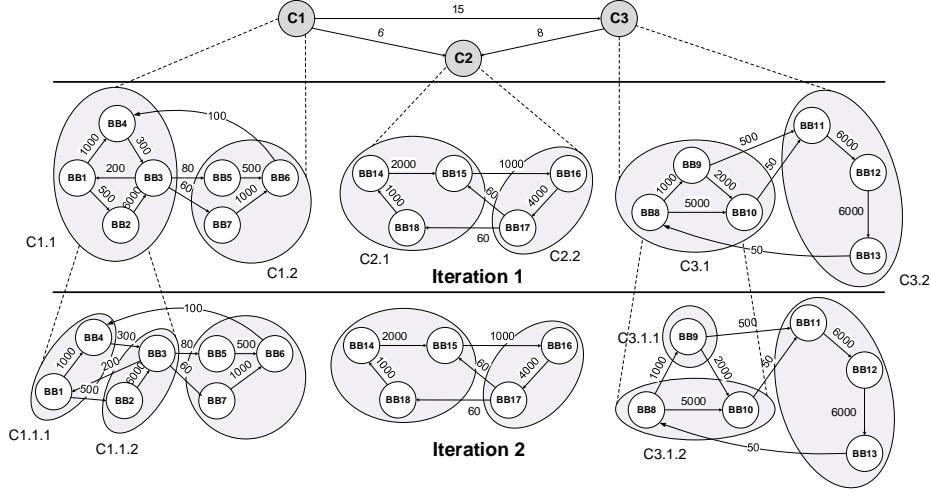 C1
15
C3
6
8
C2
BB4
100
BB11
1000
300
500
6000
BB9
50
BB1
200
BB3
80
BB5
500
BB6
BB14
2000
BB15
1000
BB16
1000
2000
BB12
500
6000
60
1000
1000
60
4000
BB8
5000
BB10
6000
BB2
BB7
BB18
60
BB17
50
BB13
C1.1
C1.2
C2.1
C2.2
C3.1
C3.2
Iteration 1
100
BB4
300
BB3
80
BB5
500
BB6
BB14
2000
BB15
1000
BB16
C3.1.1
BB9
500
BB11
6000
1000
200
6000
60
1000
1000
60
4000
1000
2000
50
BB12
BB1
500
BB2
BB7
BB18
60
BB17
BB8
5000
BB10
6000
C1.1.1
C1.1.2
Iteration 2
C3.1.2
50
BB13